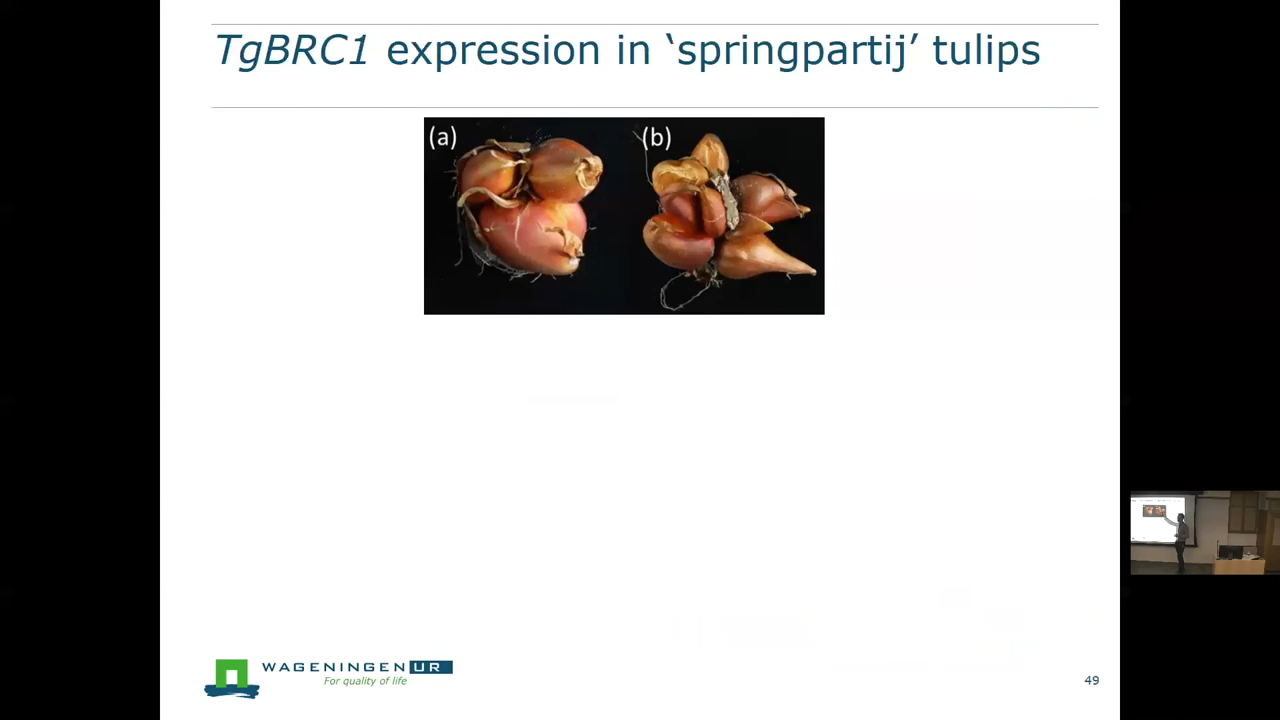 TgBRC1 expression in ‘springpartij’ tulips
(a)
(b)
WAGENINGEN UR
For quality of life
49